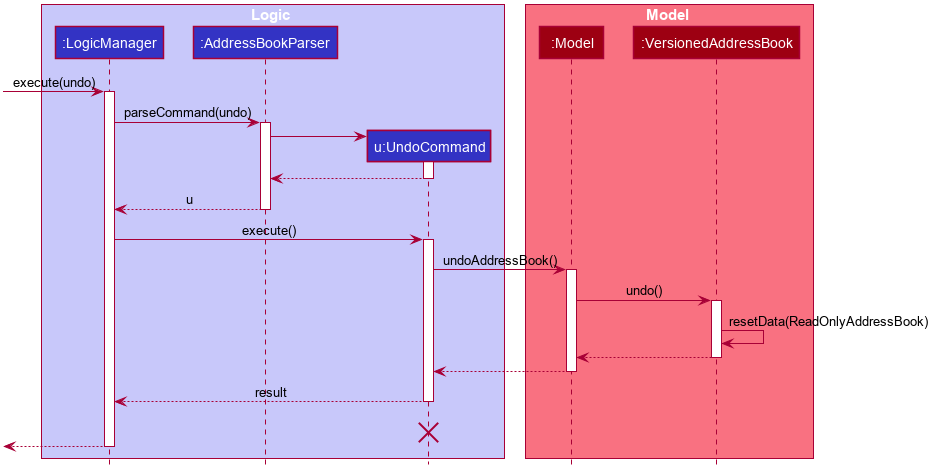 Logic
Model
:LogicManager
:AddressBookParser
:Model
:VersionedAddressBook
execute(undo)
parseCommand(undo)
u:UndoCommand
u
execute()
undoAddressBook()
undo()
resetData(ReadOnlyAddressBook)
result